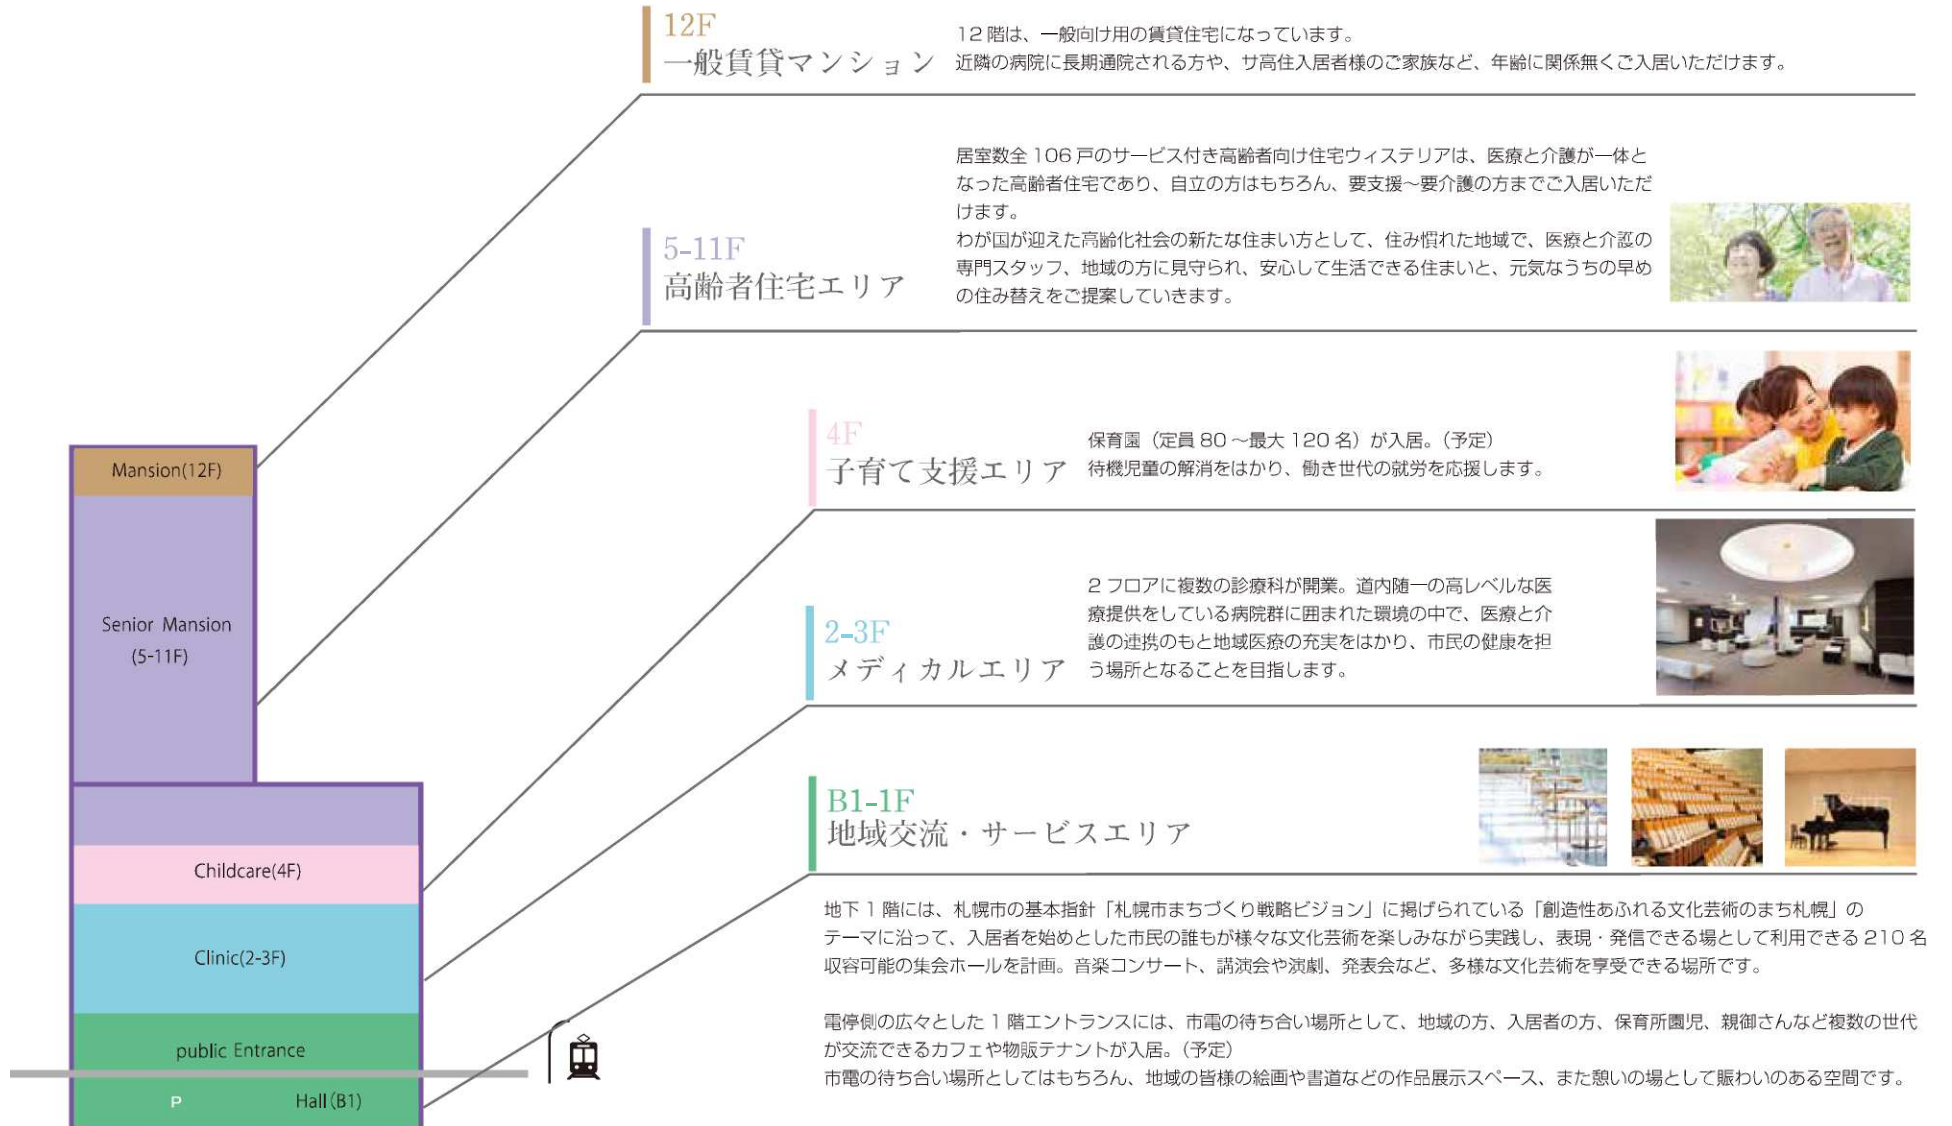 12F
一般賃貸マンション
12 階は、一般向け用の賃貸住宅になっています。
近隣の病院に長期通院される方や、サ高住入居者様のご家族など、年齢に関係無くご入居いただけます。
5-11F
高齢者住宅エリア
居室数全 106 戸のサービス付き高齢者向け住宅ウィステリアは、医療と介護が一体と
なった高齢者住宅であり、自立の方はもちろん、要支援〜要介護の方までご入居いただ
けます。
わが国が迎えた高齢化社会の新たな住まい方として、住み慣れた地域で、医療と介護の
専門スタッフ、地域の方に見守られ、安心して生活できる住まいと、元気なうちの早め
の住み替えをご提案していきます。
4F
子育て支援エリア
保育園（定員 80 〜最大 120 名）が入居。（予定）
待機児童の解消をはかり、働き世代の就労を応援します。
2-3F
メディカルエリア
2 フロアに複数の診療科が開業。道内随一の高レベルな医
療提供をしている病院群に囲まれた環境の中で、医療と介
護の連携のもと地域医療の充実をはかり、市民の健康を担
う場所となることを目指します。
B1-1F
地域交流・サービスエリア
地下 1 階には、札幌市の基本指針「札幌市まちづくり戦略ビジョン」に掲げられている「創造性あふれる文化芸術のまち札幌」の
テーマに沿って、入居者を始めとした市民の誰もが様々な文化芸術を楽しみながら実践し、表現・発信できる場として利用できる 210 名
収容可能の集会ホールを計画。音楽コンサート、講演会や演劇、発表会など、多様な文化芸術を享受できる場所です。
電停側の広々とした 1 階エントランスには、市電の待ち合い場所として、地域の方、入居者の方、保育所園児、親御さんなど複数の世代
が交流できるカフェや物販テナントが入居。（予定）
市電の待ち合い場所としてはもちろん、地域の皆様の絵画や書道などの作品展示スペース、また憩いの場として賑わいのある空間です。
Mansion(12F)
Senior Mansion
(5-11F)
Childcare(4F)
Clinic(2-3F)
public Entrance
P
Hall(B1)